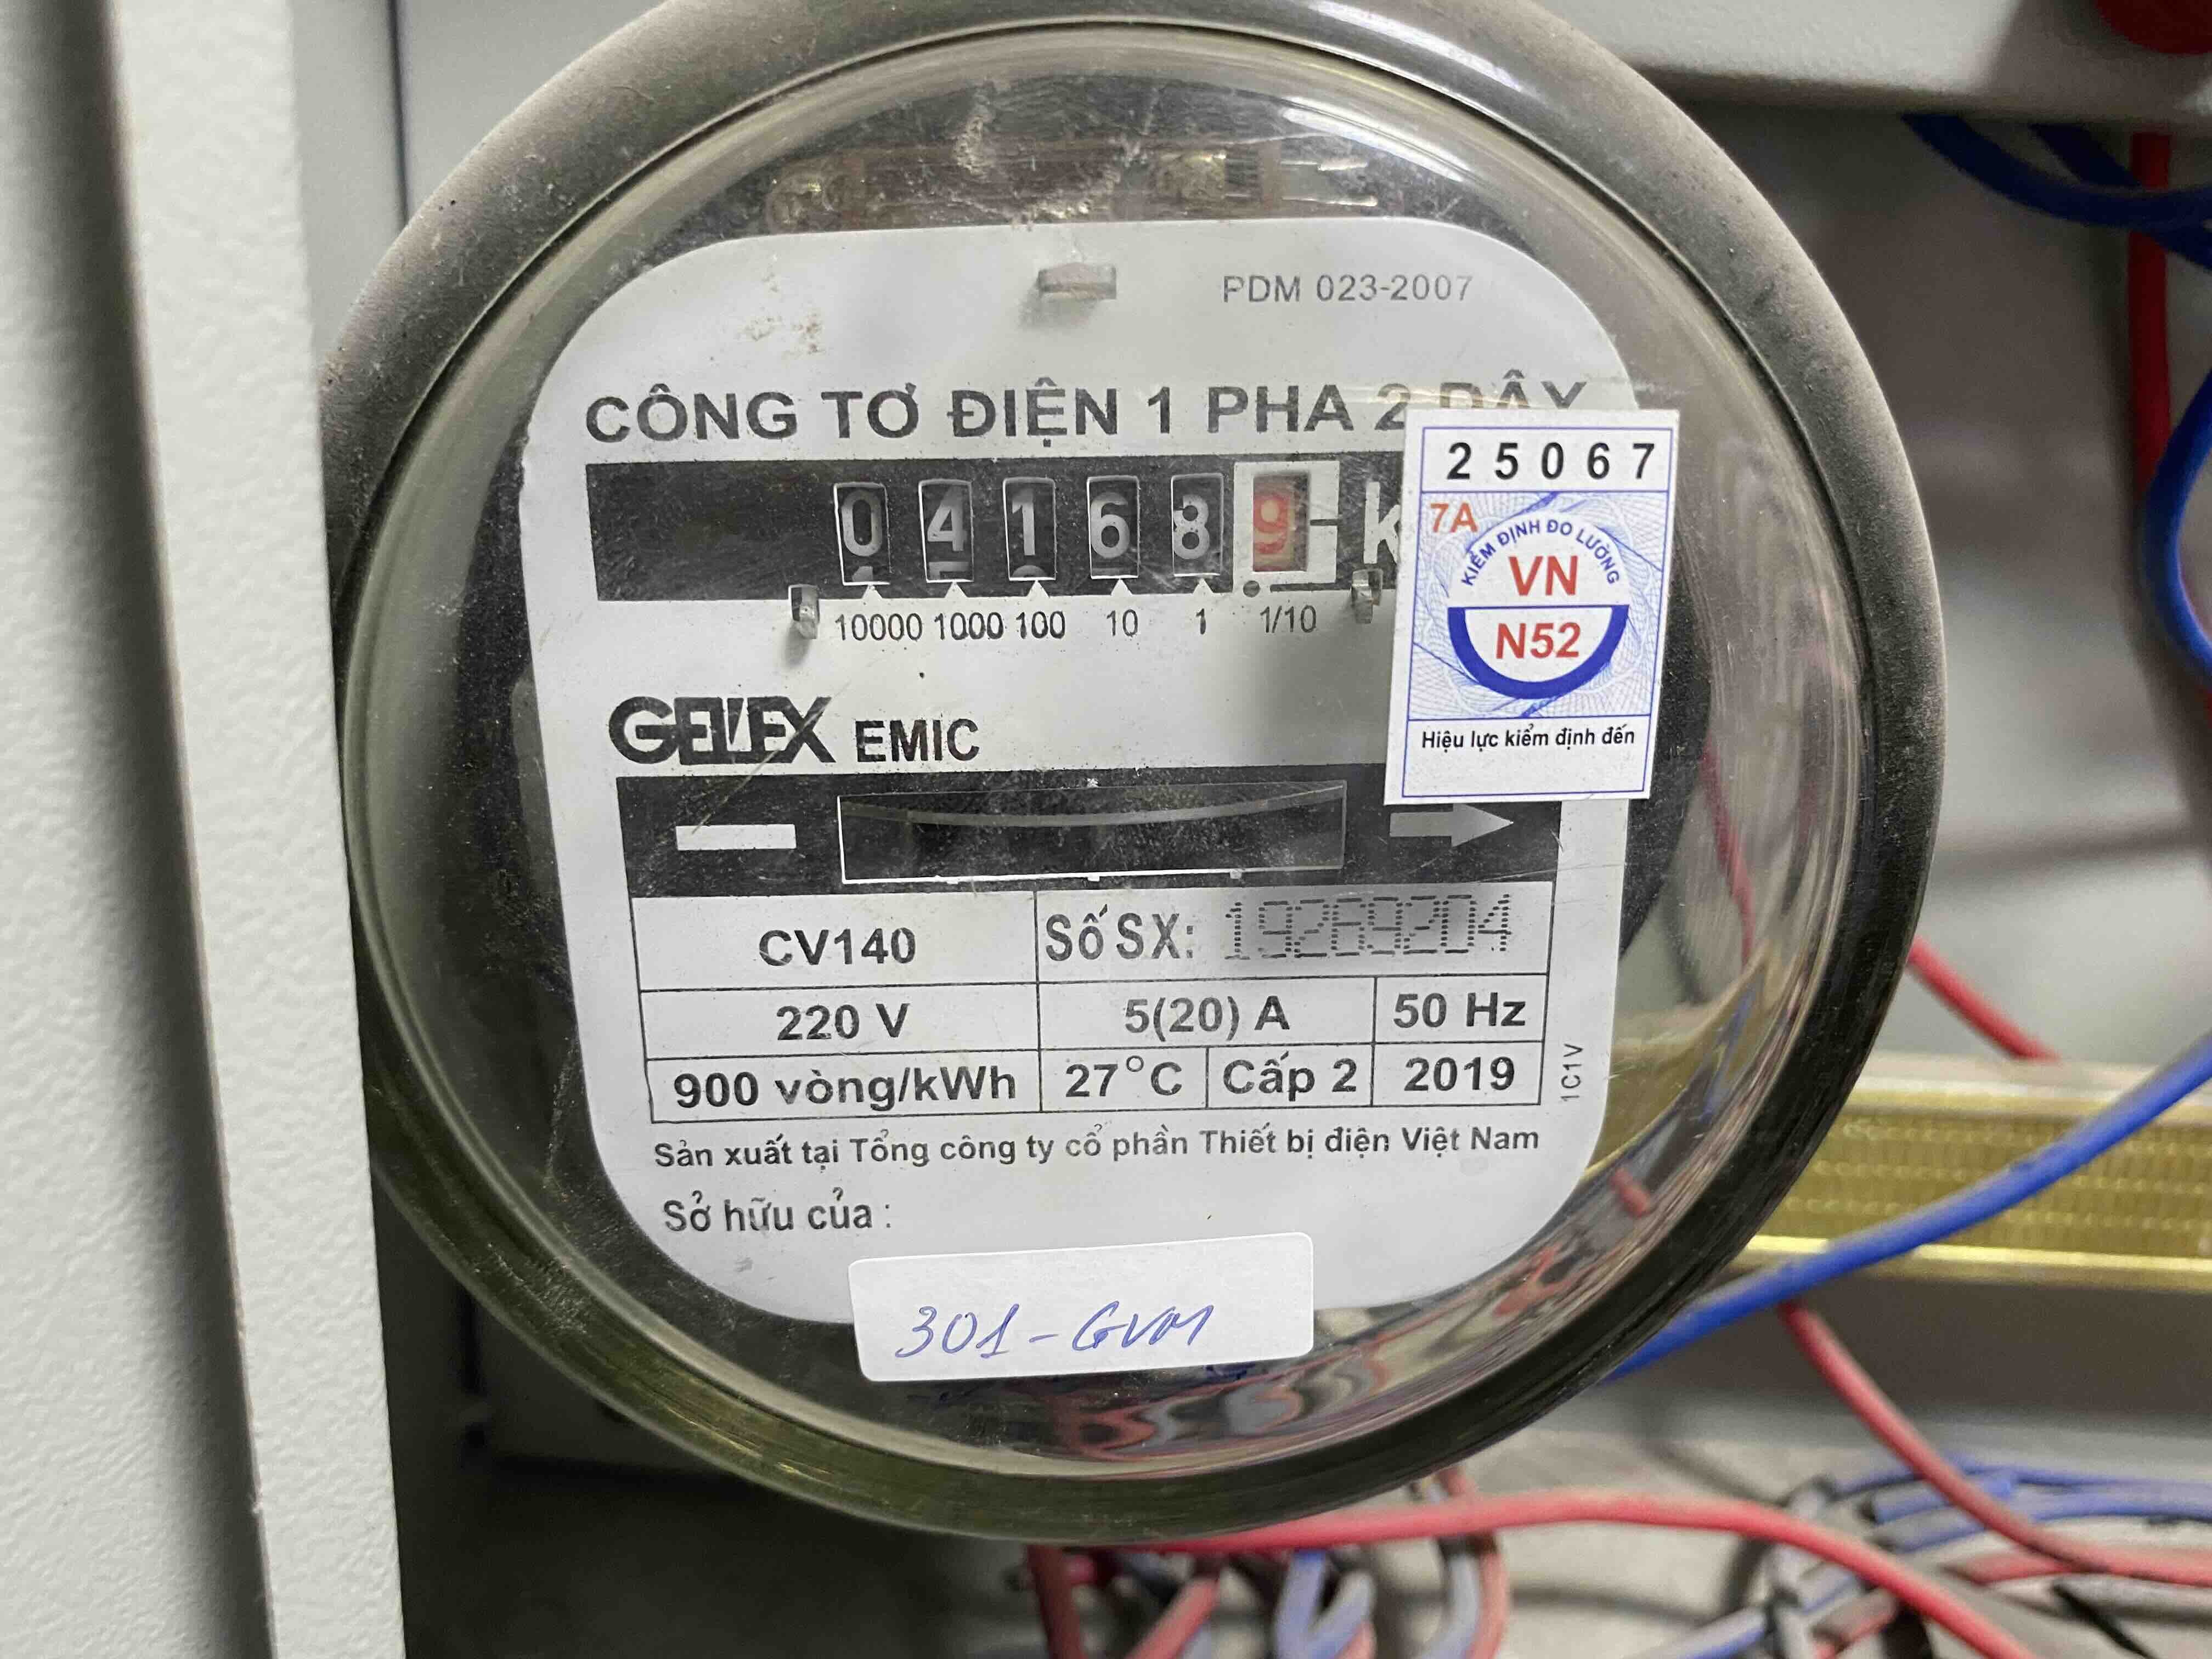 PDM 023-2007
CÔNG TƠ ĐIỆN 1 PHA 2 DÂY
0 4 1 6 8 9 k
10000 1000 100 10 1 1/10
25067
7A
KIỂM ĐỊNH ĐO LƯỜNG
VN
N52
Hiệu lực kiểm định đến
GELEX EMIC
CV140 Số SX: 19269204
220 V 5(20) A 50 Hz
900 vòng/kWh 27°C Cấp 2 2019
1C1V
Sản xuất tại Tổng công ty cổ phần Thiết bị điện Việt Nam
Sở hữu của :
301-GVM